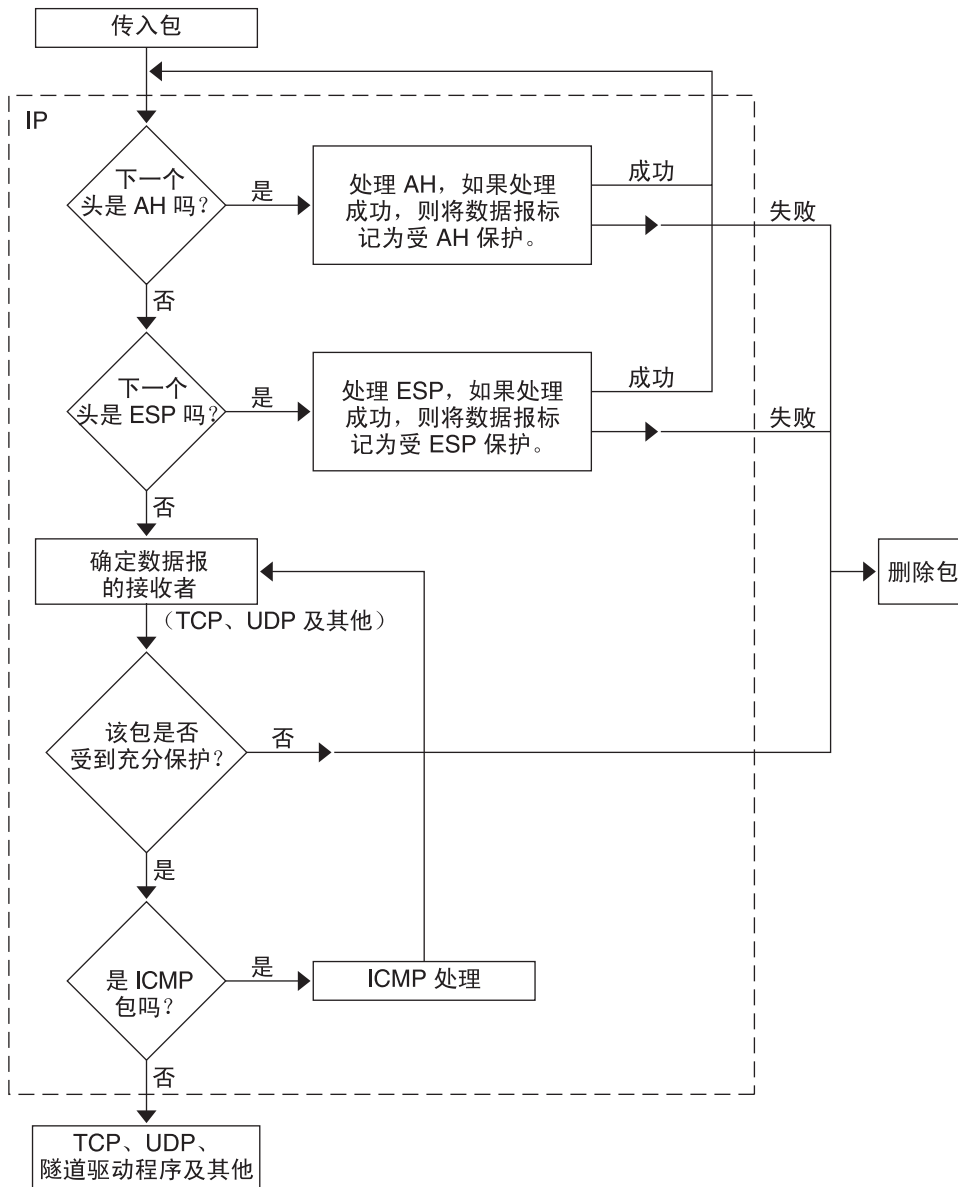 传入包
IP
下一个
头是 AH 吗？
是
处理 AH，如果处理
成功，则将数据报标
记为受 AH 保护。
成功
失败
否
下一个
头是 ESP 吗？
是
处理 ESP，如果处理
成功，则将数据报标
记为受 ESP 保护。
成功
失败
否
确定数据报
的接收者
删除包
（TCP、UDP 及其他）
该包是否
受到充分保护？
否
是
是 ICMP
包吗？
是
ICMP 处理
否
TCP、UDP、
隧道驱动程序及其他